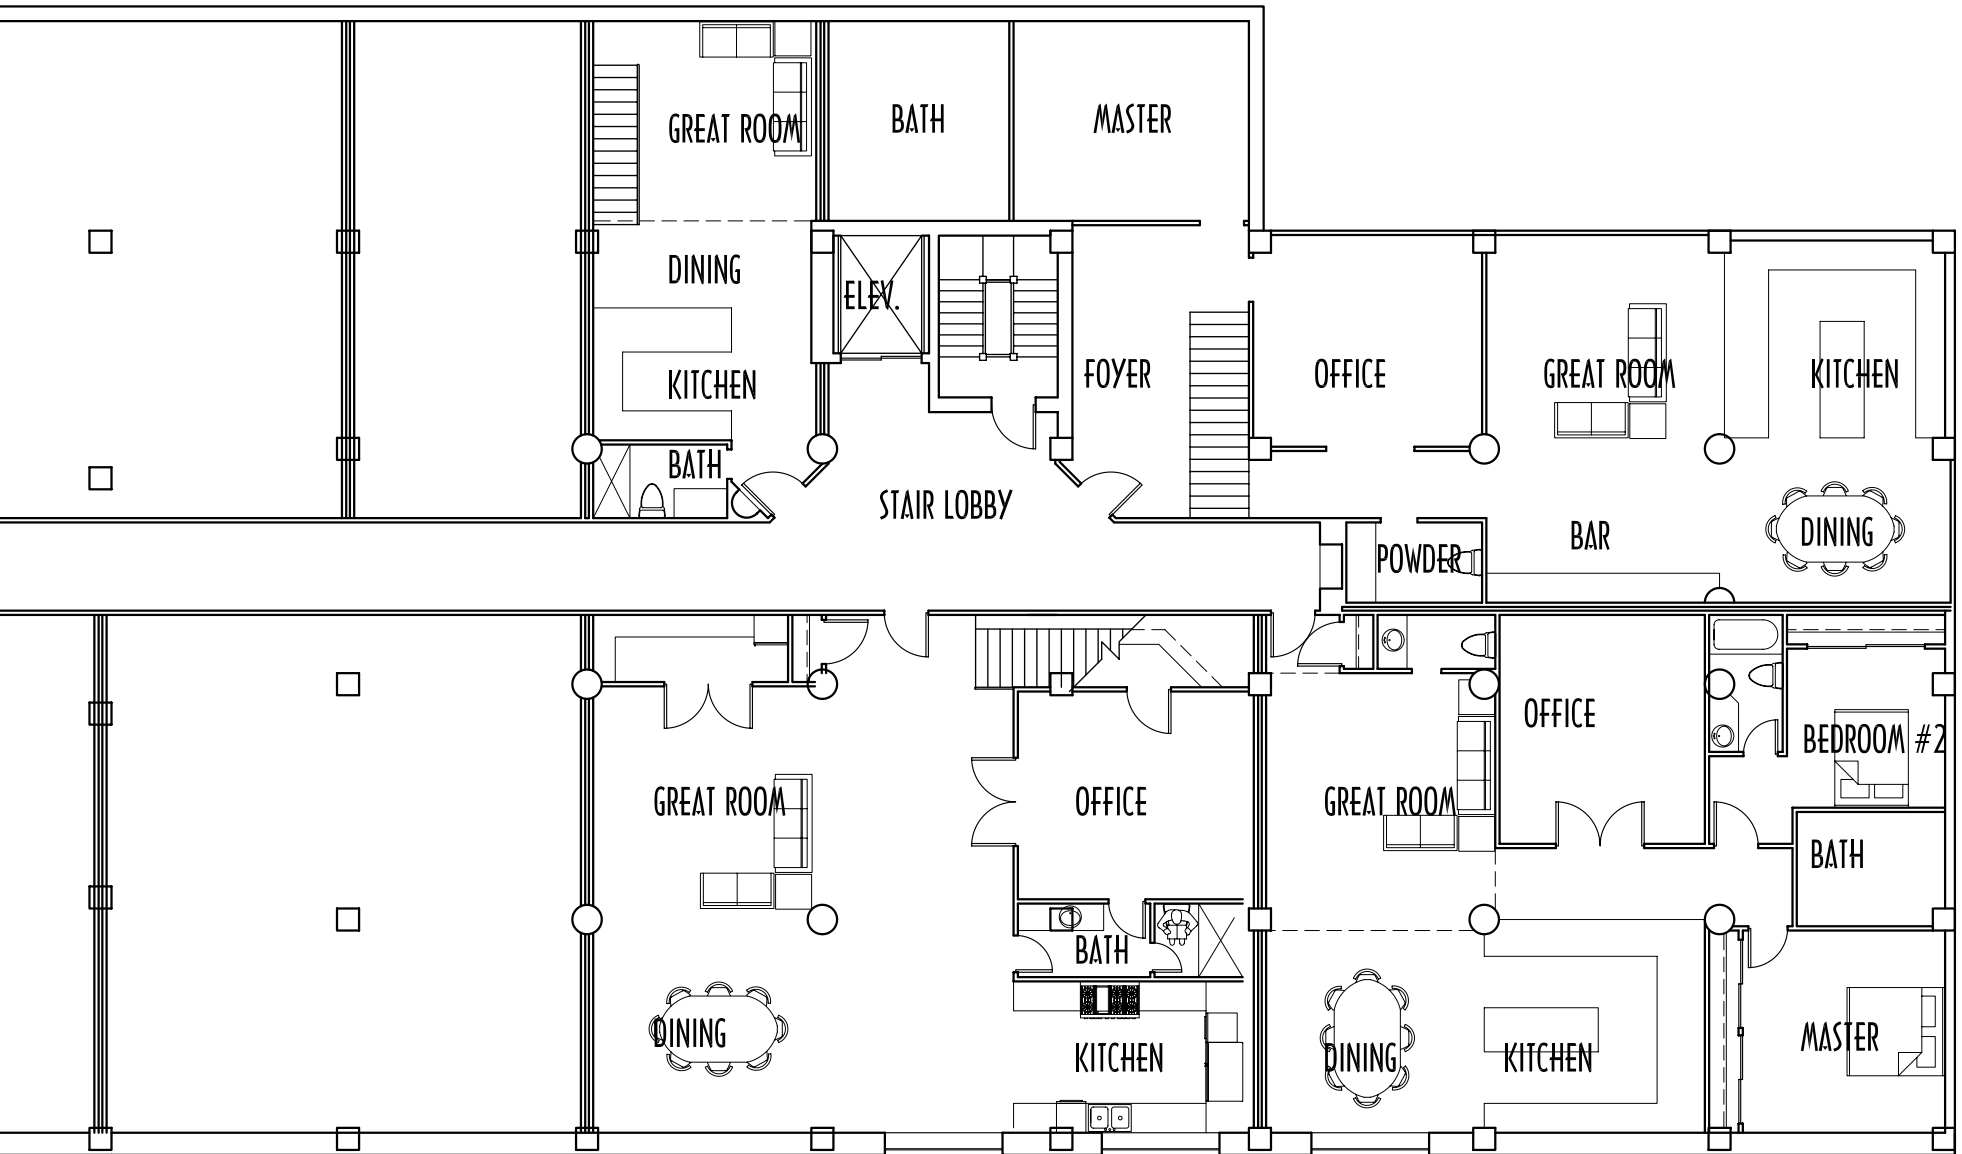 BATH
MASTER
GREAT ROOM
DINING
ELEV.
FOYER
OFFICE
GREAT ROOM
KITCHEN
KITCHEN
BATH
STAIR LOBBY
BAR
DINING
POWDER
OFFICE
BEDROOM #2
GREAT ROOM
OFFICE
GREAT ROOM
BATH
BATH
DINING
KITCHEN
DINING
KITCHEN
MASTER